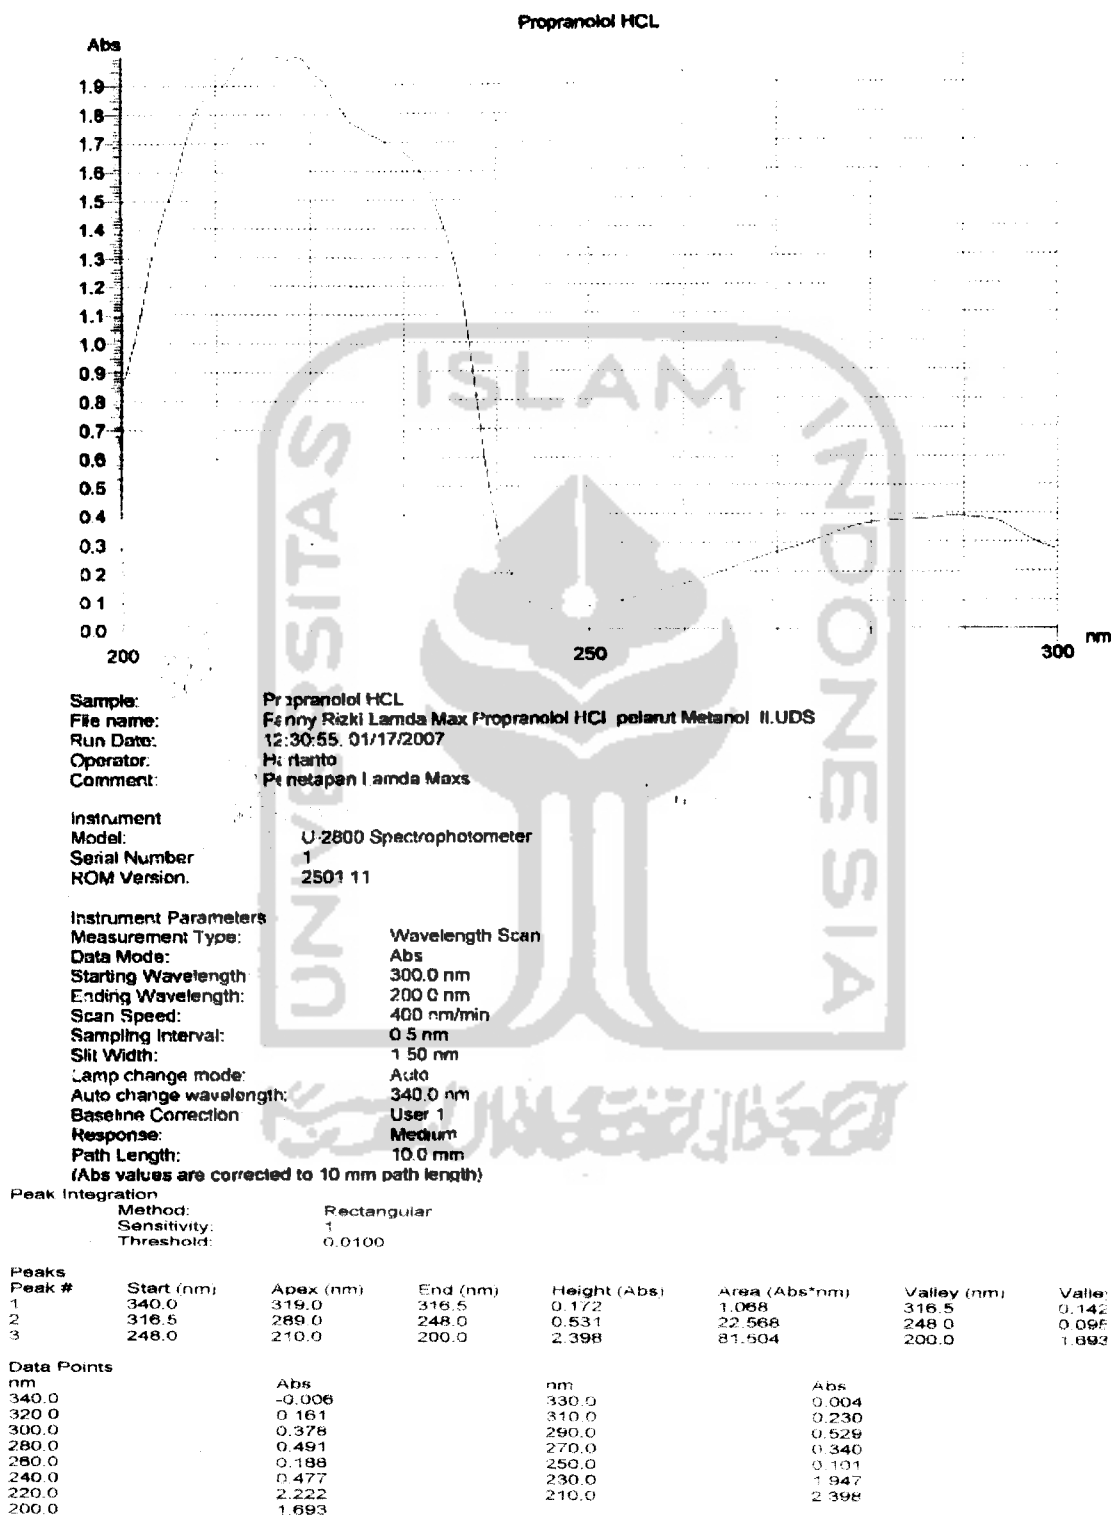 Propranolol HCL
Abs
1.9
1.8
1.7
1.6
1.5
1.4
1.3
1.2
1.1
1.0
0.9
0.8
0.7
0.6
0.5
0.4
0.3
0.2
0.1
0.0
200 250 300 nm
UNIVERSITAS ISLAM INDONESIA
Sample: Propranolol HCL
File name: Fanny Rizki Lamda Max Propranolol HCl pelarut Metanol II.UDS
Run Date: 12:30:55, 01/17/2007
Operator: Hartanto
Comment: Penetapan Lamda Maxs
Instrument
Model: U-2800 Spectrophotometer
Serial Number 1
ROM Version. 2501 11
Instrument Parameters
Measurement Type: Wavelength Scan
Data Mode: Abs
Starting Wavelength 300.0 nm
Ending Wavelength: 200.0 nm
Scan Speed: 400 nm/min
Sampling Interval: 0.5 nm
Slit Width: 1.50 nm
Lamp change mode: Auto
Auto change wavelength: 340.0 nm
Baseline Correction User 1
Response: Medium
Path Length: 10.0 mm
(Abs values are corrected to 10 mm path length)
Peak Integration
Method: Rectangular
Sensitivity: 1
Threshold: 0.0100
Peaks
Peak # Start (nm) Apex (nm) End (nm) Height (Abs) Area (Abs*nm) Valley (nm) Valley
1 340.0 319.0 316.5 0.172 1.068 316.5 0.142
2 316.5 289.0 248.0 0.531 22.568 248.0
3 248.0 210.0 200.0 2.398 81.504 200.0 1.693
Data Points
nm Abs nm Abs
340.0 -0.006 330.0 0.004
320.0 0.161 310.0 0.230
300.0 0.378 290.0 0.529
280.0 0.491 270.0 0.340
260.0 0.188 250.0 0.101
240.0 0.477 230.0 1.947
220.0 2.222 210.0 2.398
200.0 1.693